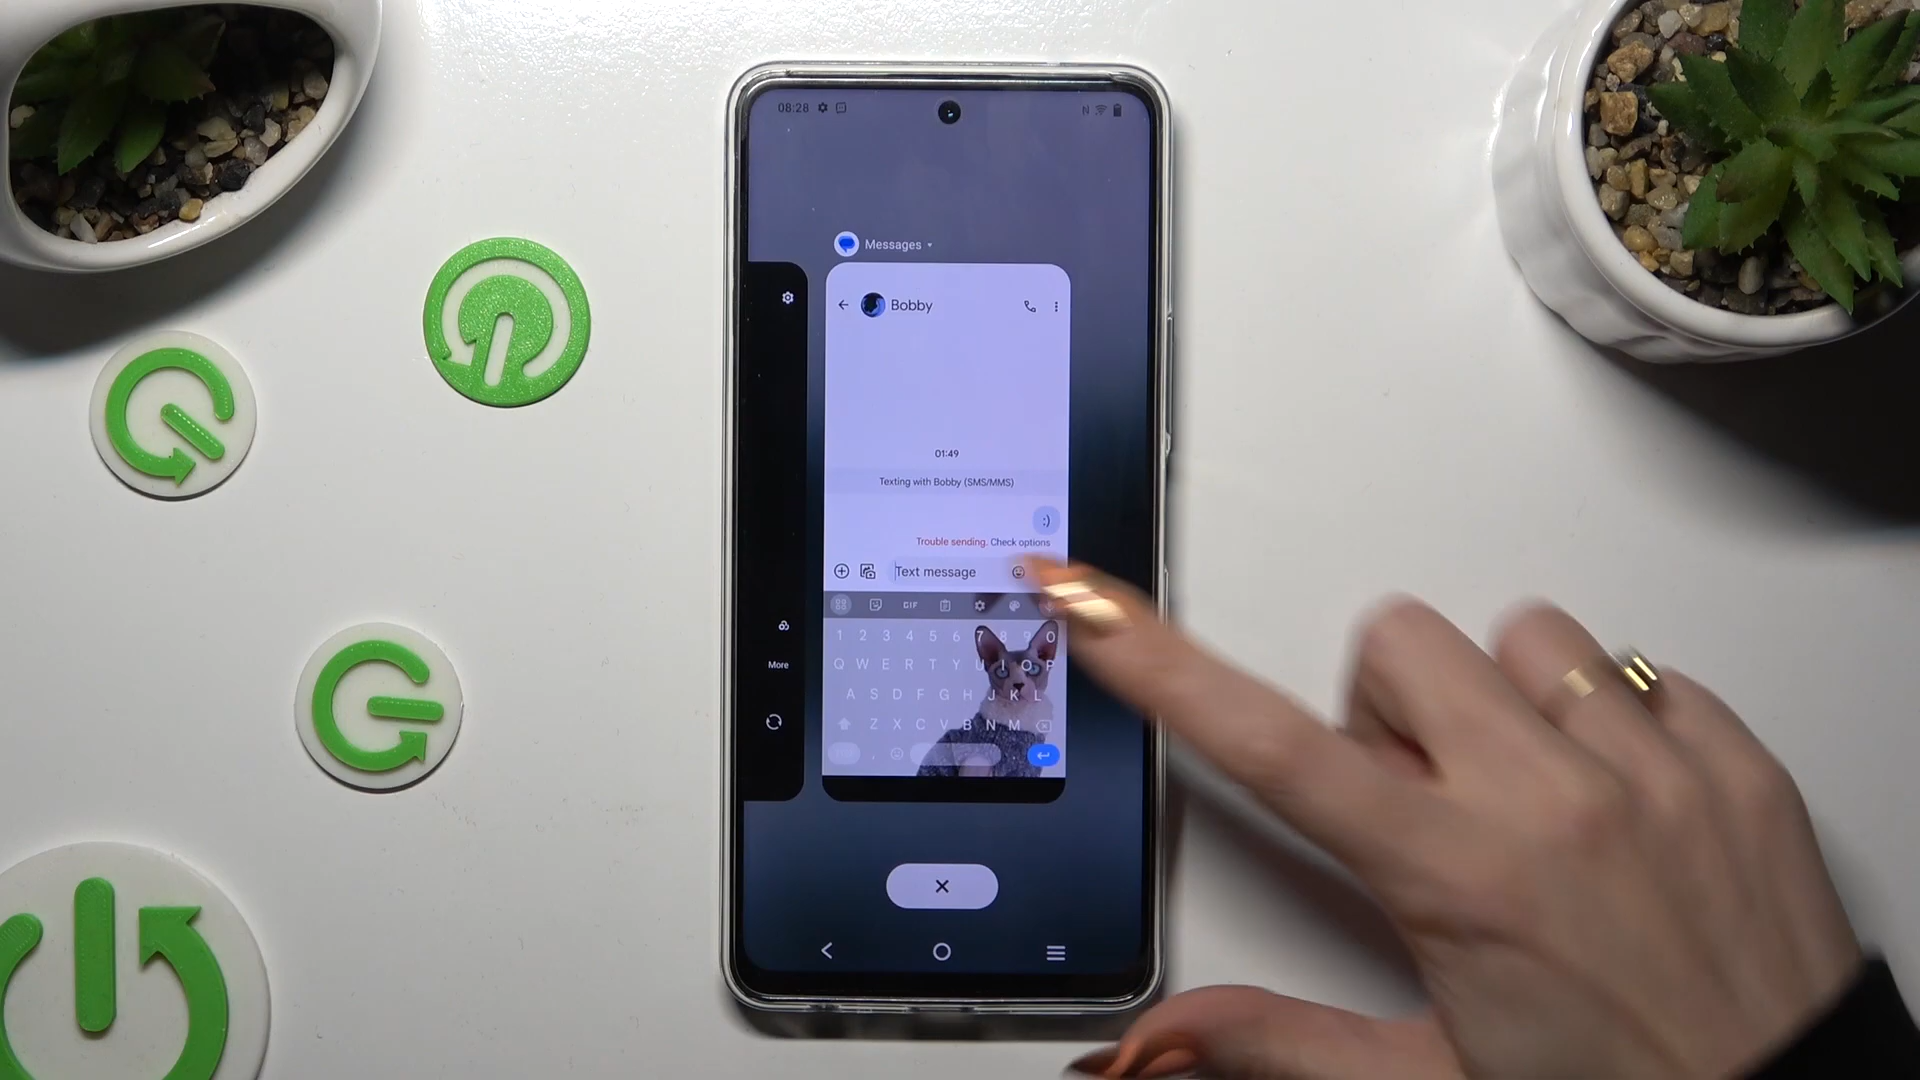 08:28
Messages
Bobby
01:49
Texting with Bobby (SMS/MMS)
:)
Trouble sending. Check options
Text message
GIF
1 2 3 4 5 6 7 8 9 0
Q W E R T Y U I O P
A S D F G H J K L
Z X C V B N M
More